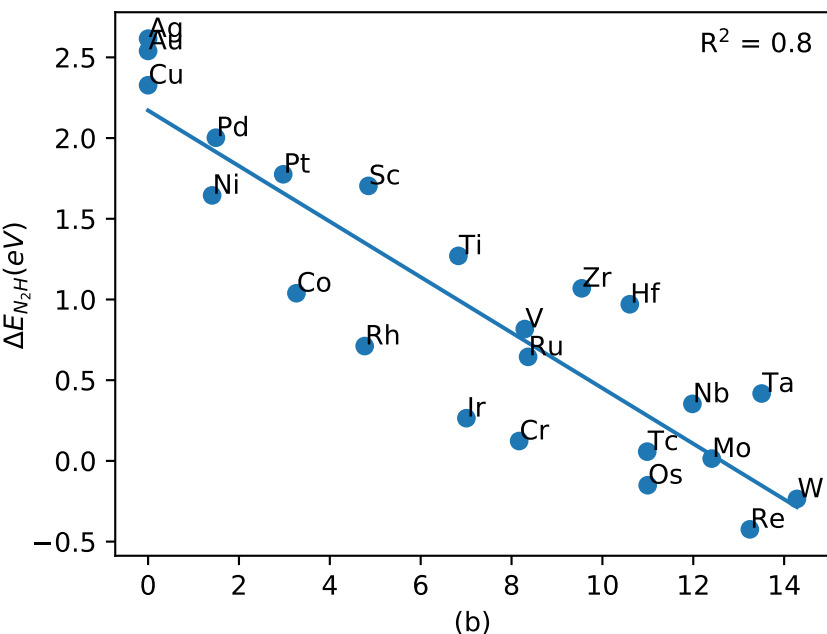 R² = 0.8
2.5
2.0
1.5
1.0
0.5
0.0
−0.5
ΔE_{N₂H}(eV)
Ag
Au
Cu
Pd
Ni
Pt
Sc
Co
Rh
Ti
Zr
Hf
V
Ru
Ir
Cr
Nb
Ta
Tc
Mo
Os
W
Re
0 2 4 6 8 10 12 14
(b)